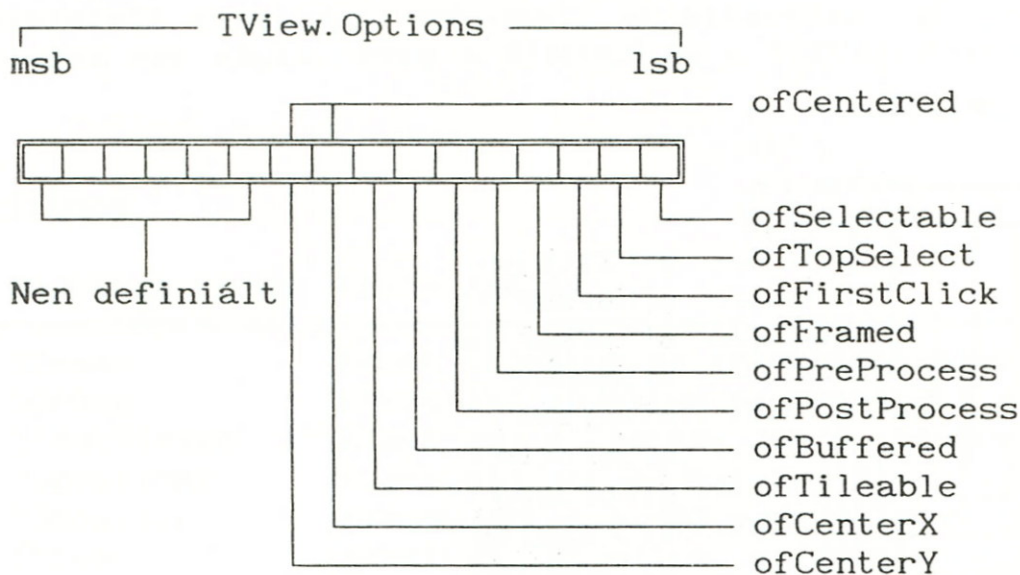 TView.Options
msb
lsb
ofCentered
ofSelectable
ofTopSelect
Nen definiált
ofFirstClick
ofFramed
ofPreProcess
ofPostProcess
ofBuffered
ofTileable
ofCenterX
ofCenterY